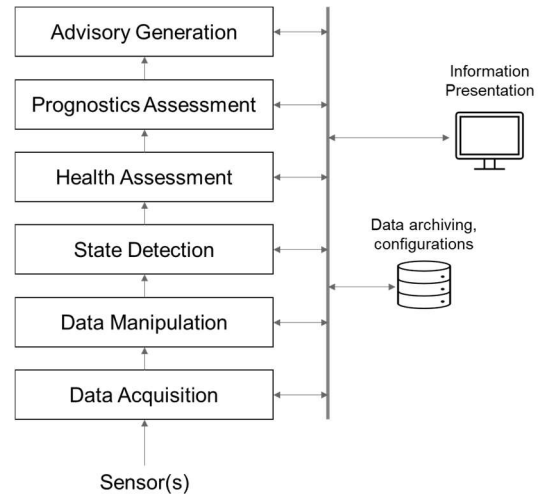 Advisory Generation
Prognostics Assessment
Health Assessment
State Detection
Data Manipulation
Data Acquisition
Sensor(s)
Information
Presentation
Data archiving,
configurations